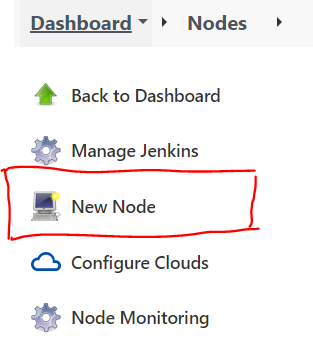 Dashboard Nodes
Back to Dashboard
Manage Jenkins
New Node
Configure Clouds
Node Monitoring